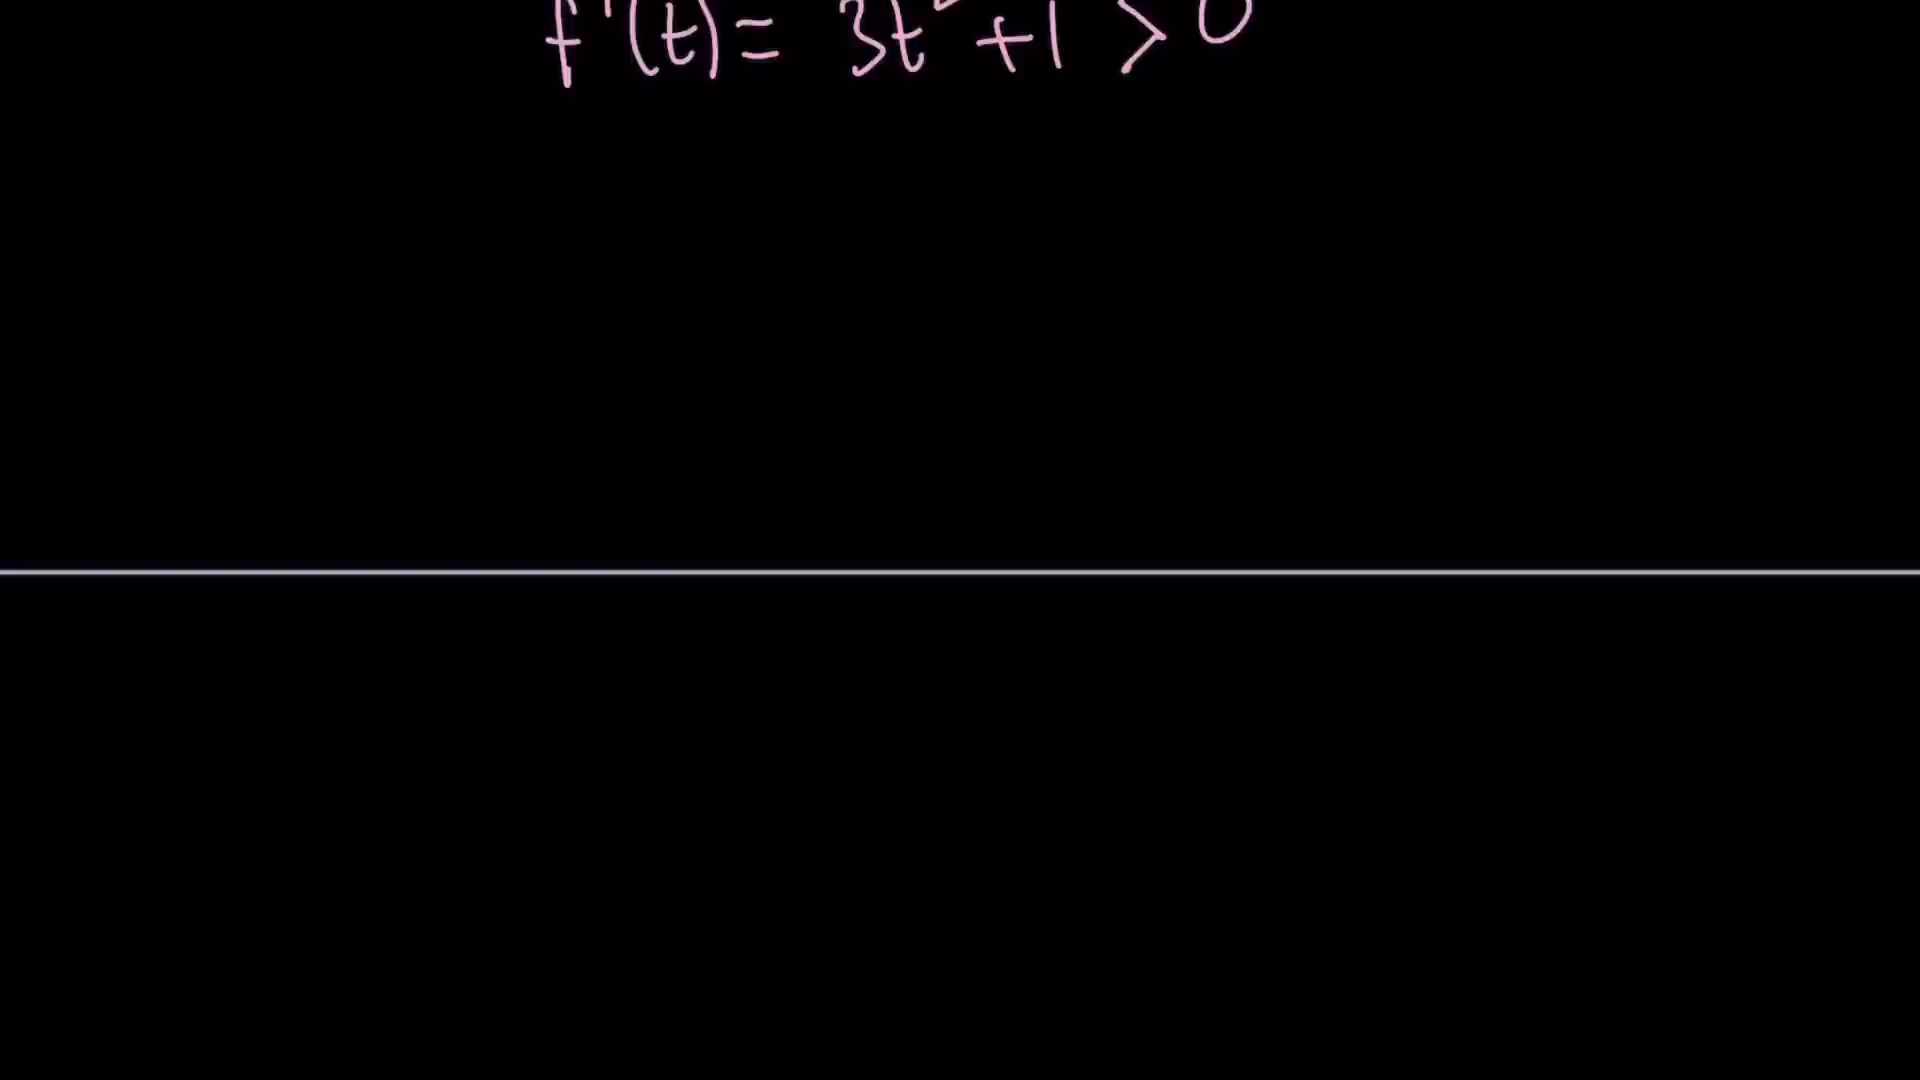 f'(t) = 3t² + 1 > 0